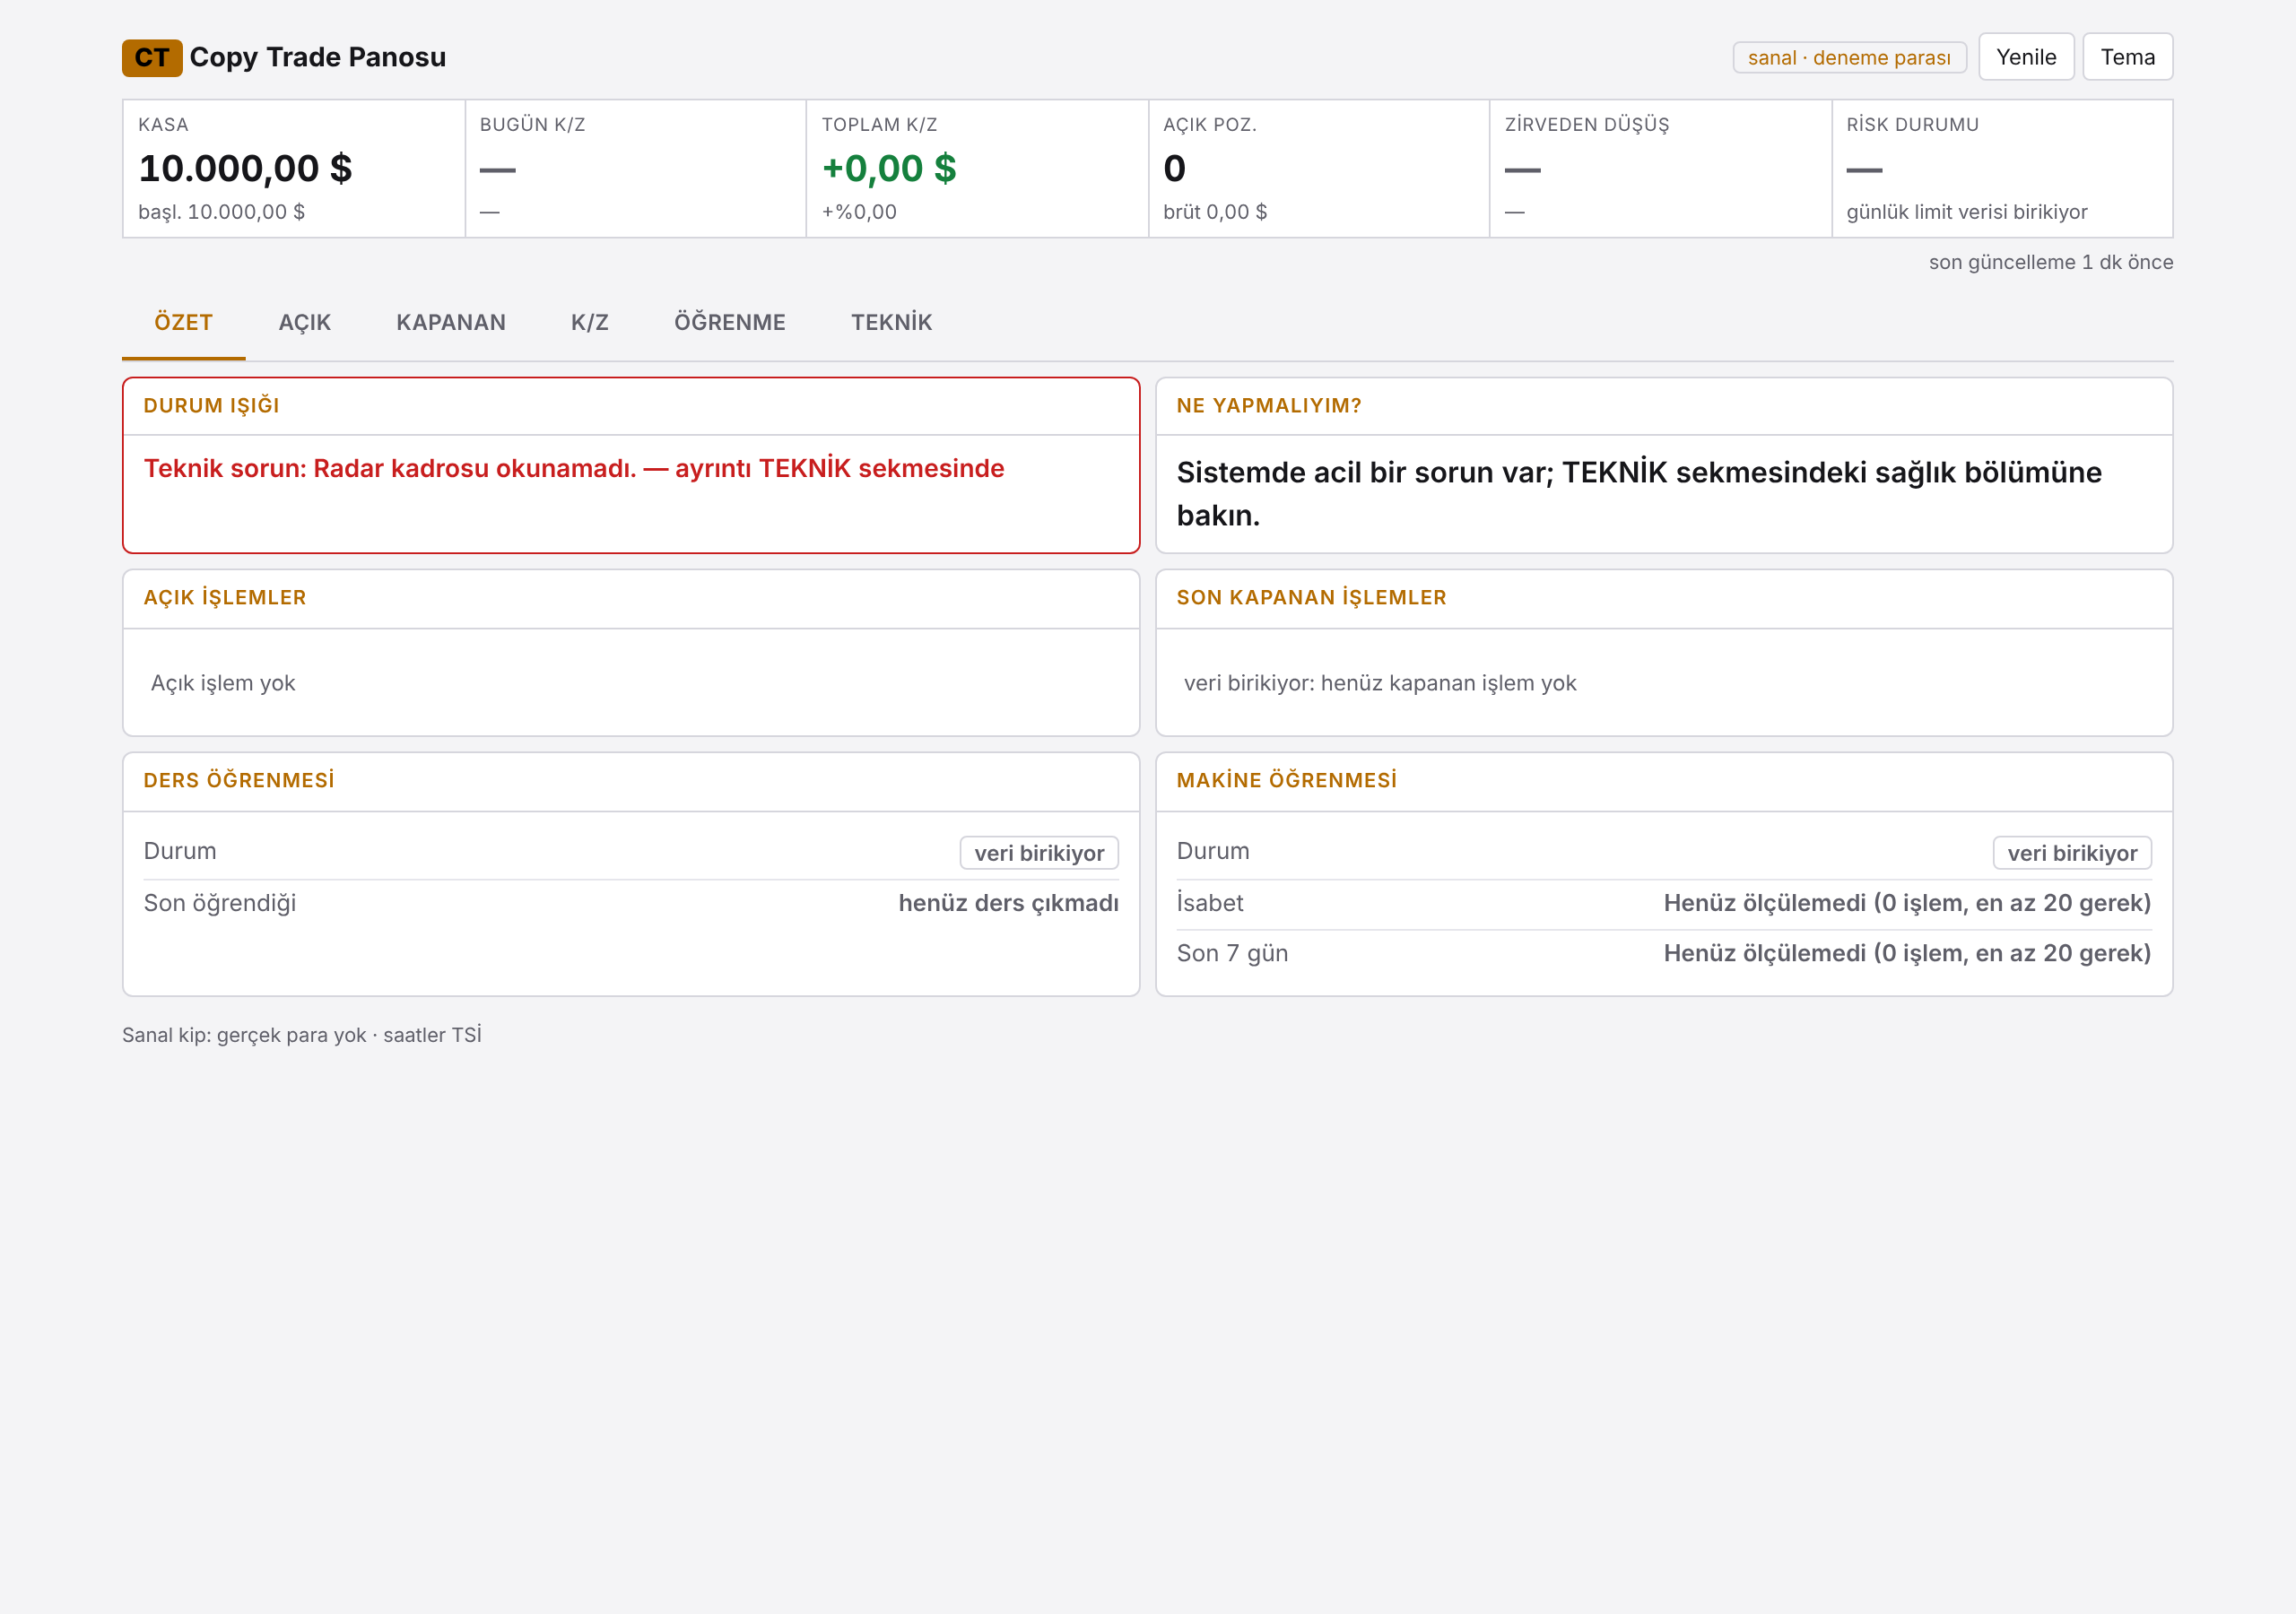 CT Copy Trade Panosu
sanal · deneme parası
Yenile
Tema
KASA
10.000,00 $
başl. 10.000,00 $
BUGÜN K/Z
—
—
TOPLAM K/Z
+0,00 $
+%0,00
AÇIK POZ.
0
brüt 0,00 $
ZİRVEDEN DÜŞÜŞ
—
—
RİSK DURUMU
—
günlük limit verisi birikiyor
son güncelleme 1 dk önce
ÖZET
AÇIK
KAPANAN
K/Z
ÖĞRENME
TEKNİK
DURUM IŞIĞI
Teknik sorun: Radar kadrosu okunamadı. — ayrıntı TEKNİK sekmesinde
NE YAPMALIYIM?
Sistemde acil bir sorun var; TEKNİK sekmesindeki sağlık bölümüne
bakın.
AÇIK İŞLEMLER
Açık işlem yok
SON KAPANAN İŞLEMLER
veri birikiyor: henüz kapanan işlem yok
DERS ÖĞRENMESİ
Durum
veri birikiyor
Son öğrendiği
henüz ders çıkmadı
MAKİNE ÖĞRENMESİ
Durum
veri birikiyor
İsabet
Henüz ölçülemedi (0 işlem, en az 20 gerek)
Son 7 gün
Henüz ölçülemedi (0 işlem, en az 20 gerek)
Sanal kip: gerçek para yok · saatler TSİ